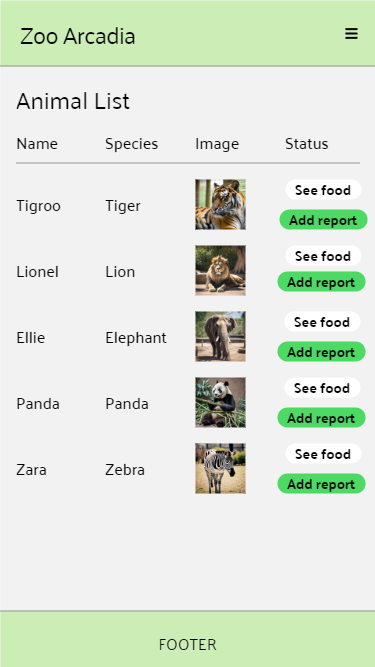 Zoo Arcadia
Animal List
Name Species Image Status
Tigroo Tiger See food
Add report
Lionel Lion See food
Add report
Ellie Elephant See food
Add report
Panda Panda See food
Add report
Zara Zebra See food
Add report
FOOTER